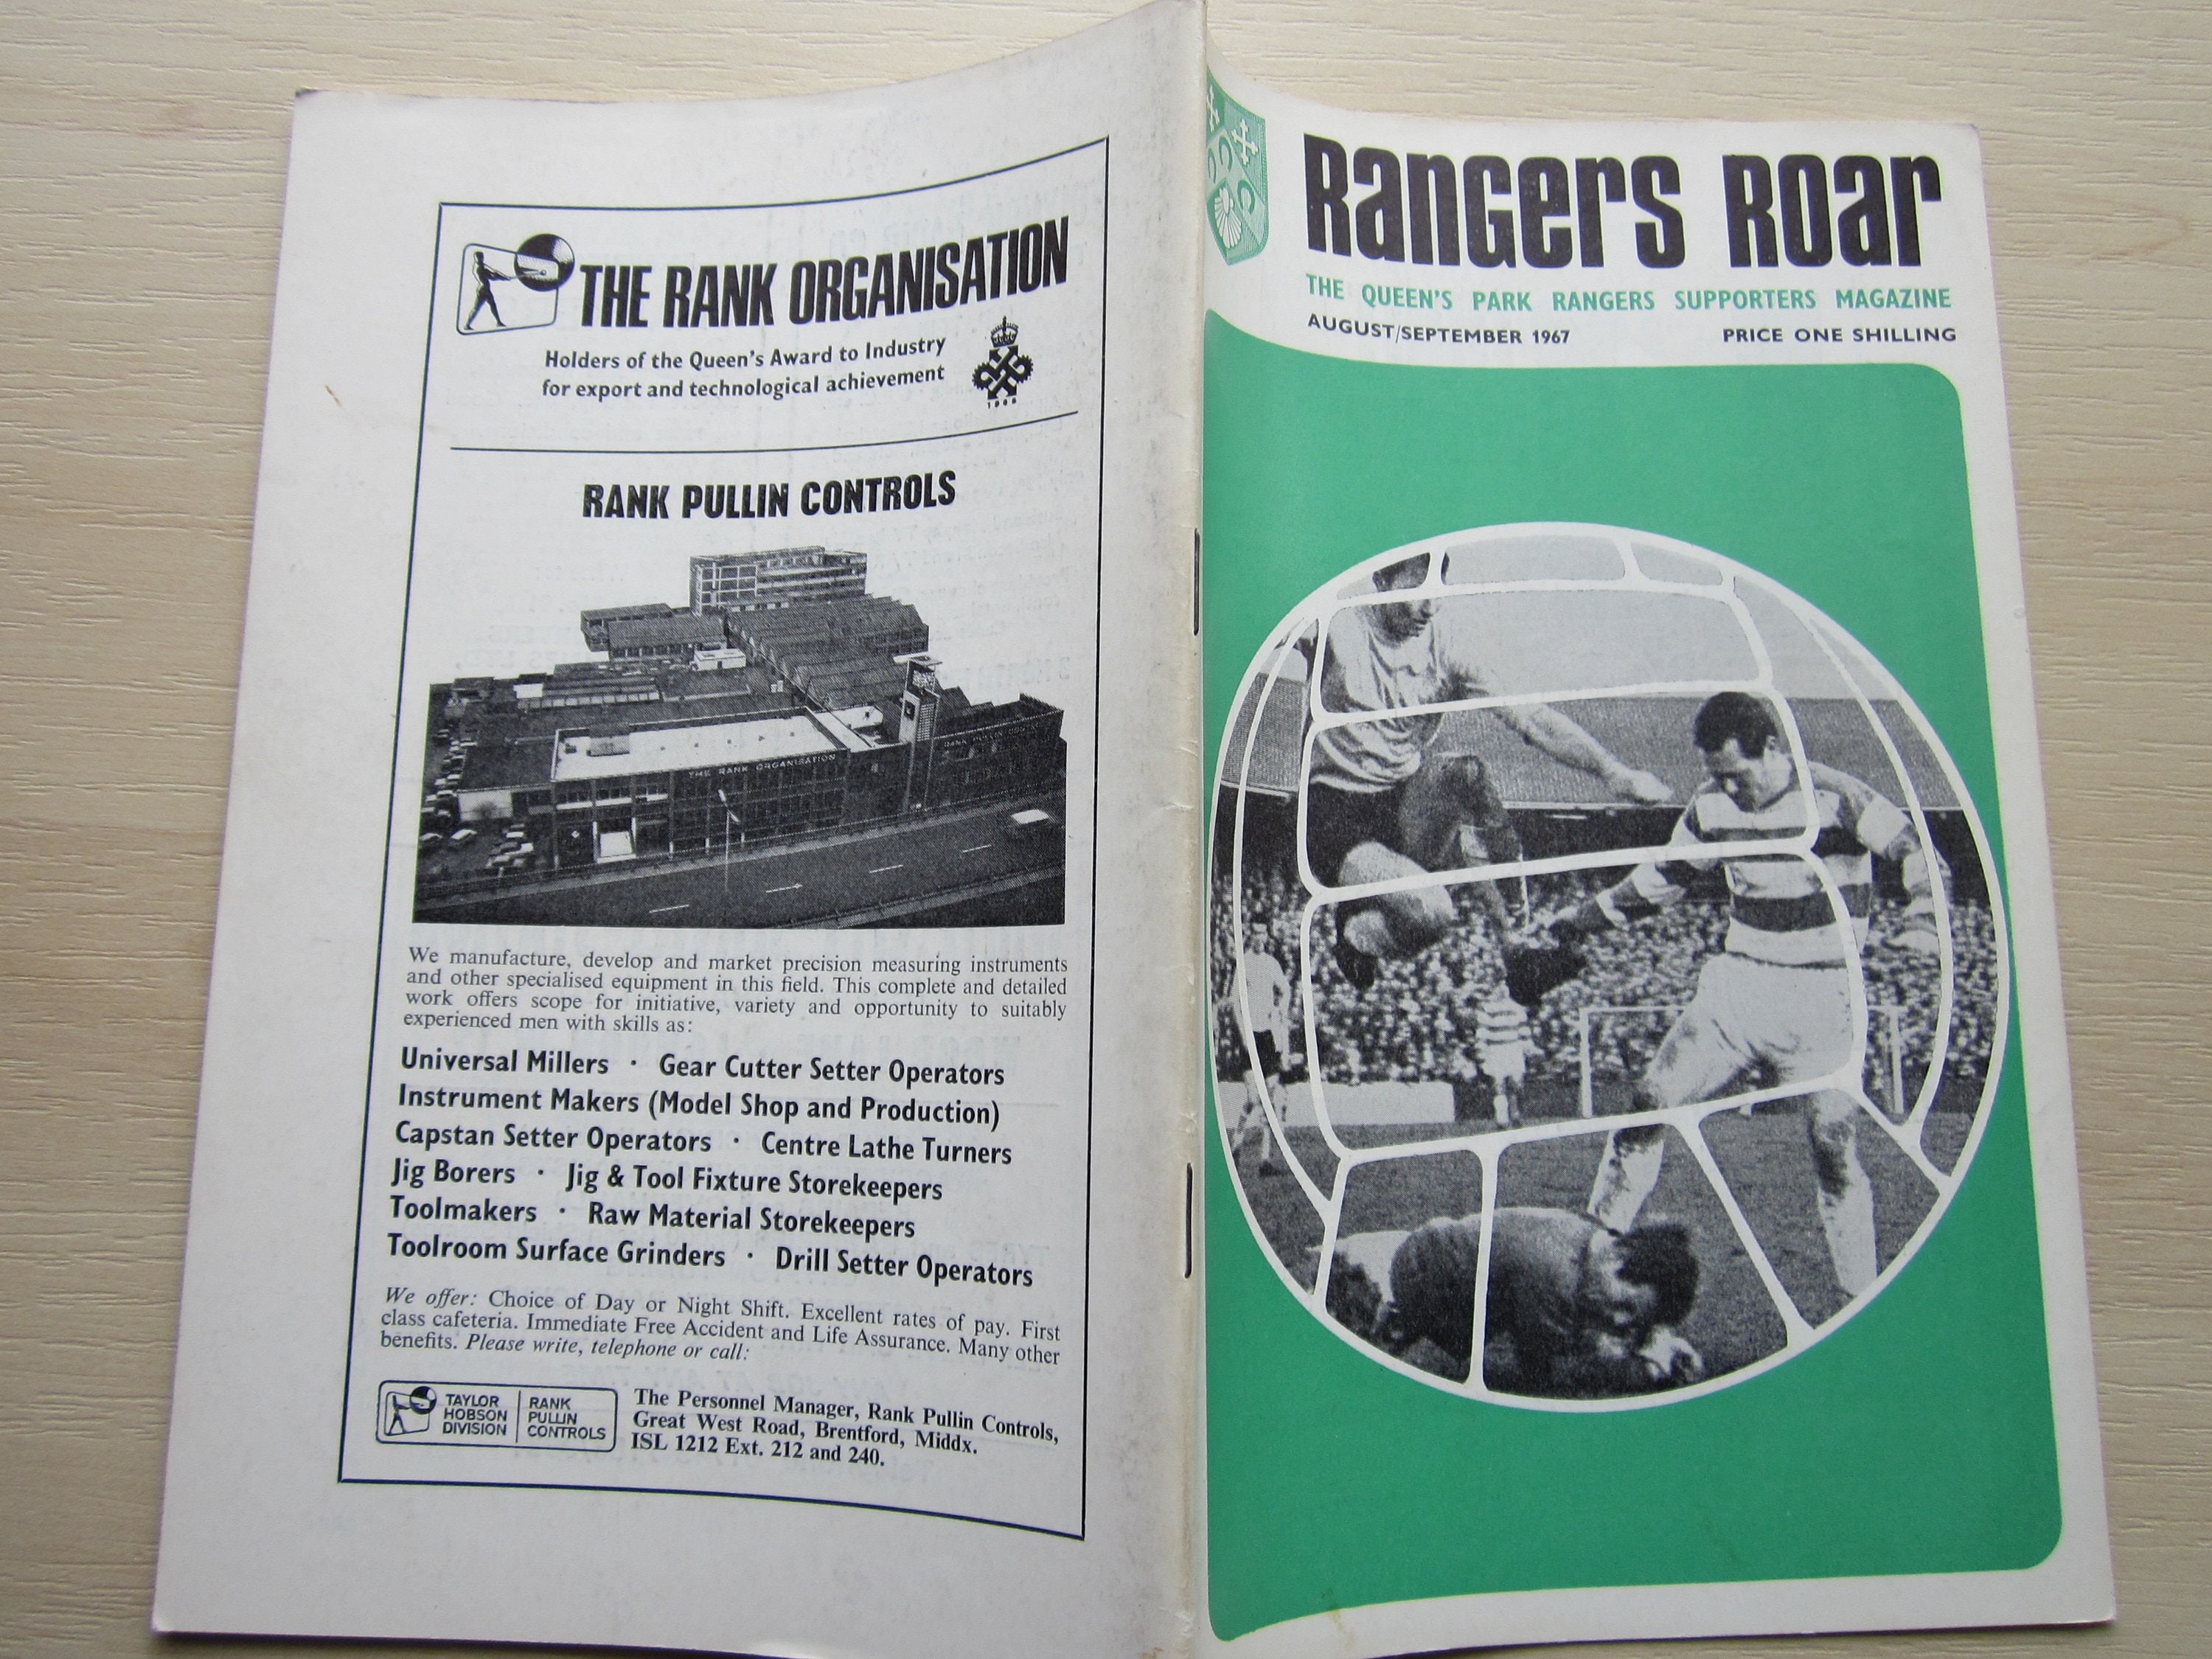 THE RANK ORGANISATION
Holders of the Queen's Award to Industry
for export and technological achievement
1966
RANK PULLIN CONTROLS
THE RANK ORGANISATION
RANK PULLIN CONTROLS
We manufacture, develop and market precision measuring instruments
and other specialised equipment in this field. This complete and detailed
work offers scope for initiative, variety and opportunity to suitably
experienced men with skills as:
Universal Millers · Gear Cutter Setter Operators
Instrument Makers (Model Shop and Production)
Capstan Setter Operators · Centre Lathe Turners
Jig Borers · Jig & Tool Fixture Storekeepers
Toolmakers · Raw Material Storekeepers
Toolroom Surface Grinders · Drill Setter Operators
We offer: Choice of Day or Night Shift. Excellent rates of pay. First
class cafeteria. Immediate Free Accident and Life Assurance. Many other
benefits. Please write, telephone or call:
TAYLOR
HOBSON
DIVISION
RANK
PULLIN
CONTROLS
The Personnel Manager, Rank Pullin Controls,
Great West Road, Brentford, Middx.
ISL 1212 Ext. 212 and 240.
Rangers Roar
THE QUEEN'S PARK RANGERS SUPPORTERS MAGAZINE
AUGUST/SEPTEMBER 1967 PRICE ONE SHILLING